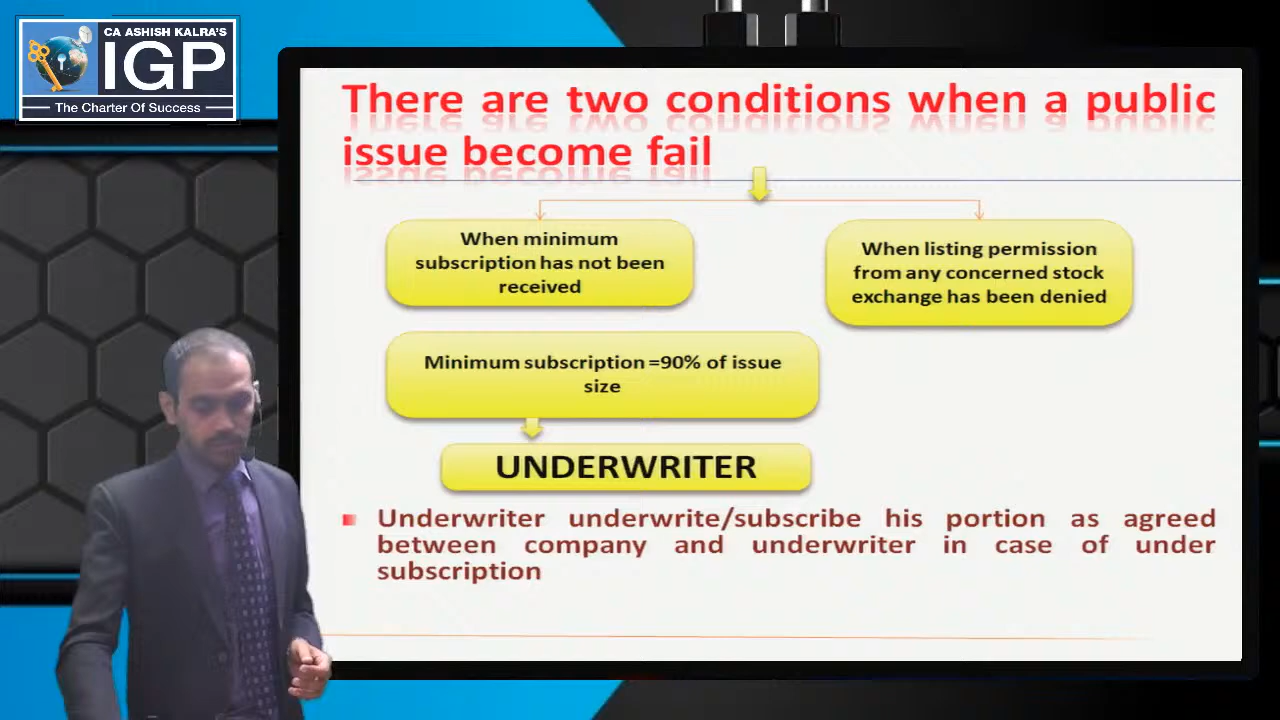 CA ASHISH KALRA'S
IGP
The Charter Of Success
There are two conditions when a public
issue become fail
When minimum
subscription has not been
received
When listing permission
from any concerned stock
exchange has been denied
Minimum subscription =90% of issue
size
UNDERWRITER
Underwriter underwrite/subscribe his portion as agreed
between company and underwriter in case of under
subscription